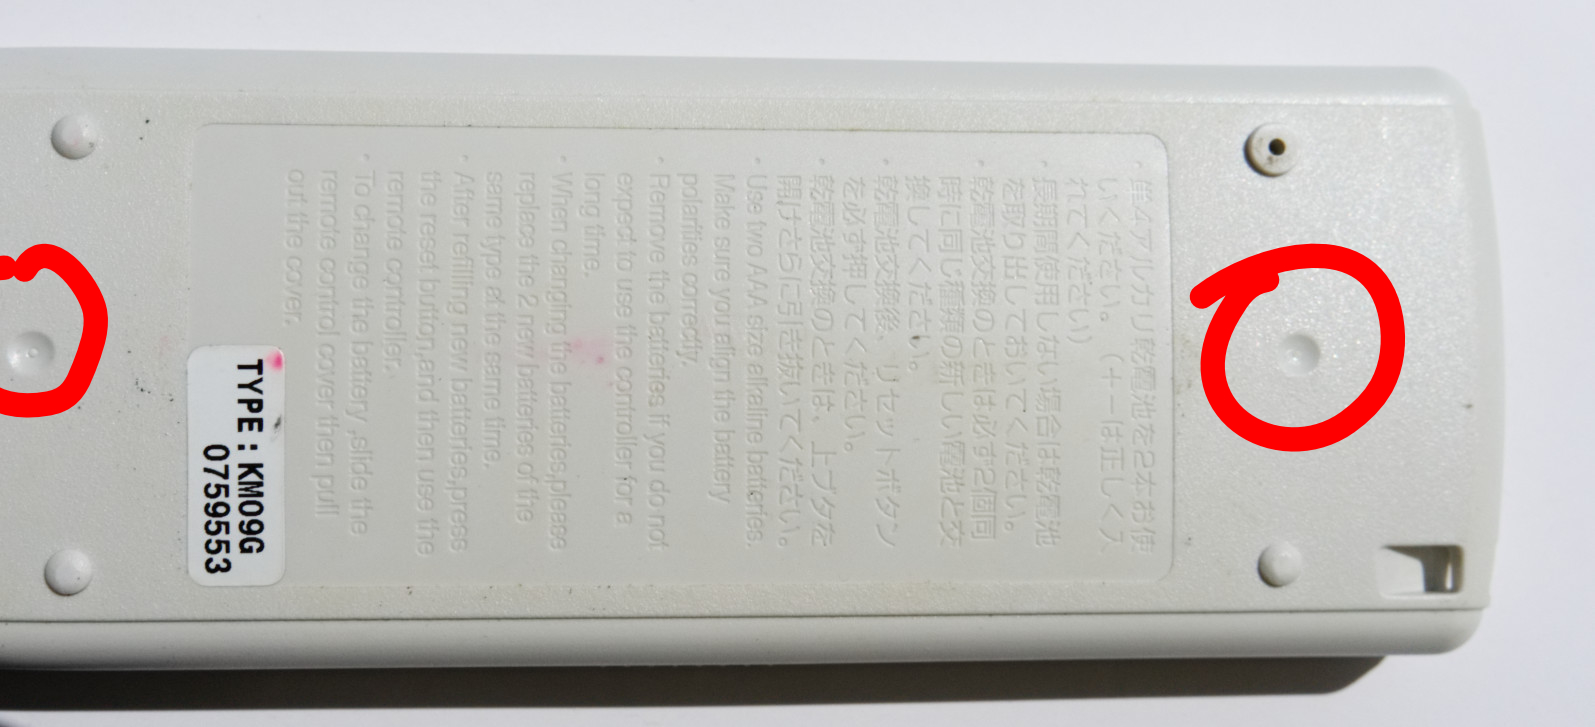 ・単4アルカリ乾電池を2本お使
いください。　(＋－は正しく入
れてください)
・長期間使用しない場合は乾電池
を取り出しておいてください。
・乾電池交換のときは必ず2個同
時に同じ種類の新しい電池と交
換してください。
・乾電池交換後、リセットボタン
を必ず押してください。
・乾電池交換のときは、上ブタを
開けさらに引き抜いてください。
・Use two AAA size alkaline batteries.
Make sure you align the battery
polarities correctly.
・Remove the batteries if you do not
expect to use the controller for a
long time.
・When changing the batteries,please
replace the 2 new batteries of the
same type at the same time.
・After refilling new batteries,press
the reset button,and then use the
remote controller.
・To change the battery ,slide the
remote control cover then pull
out the cover.
TYPE:KM09G
0759553